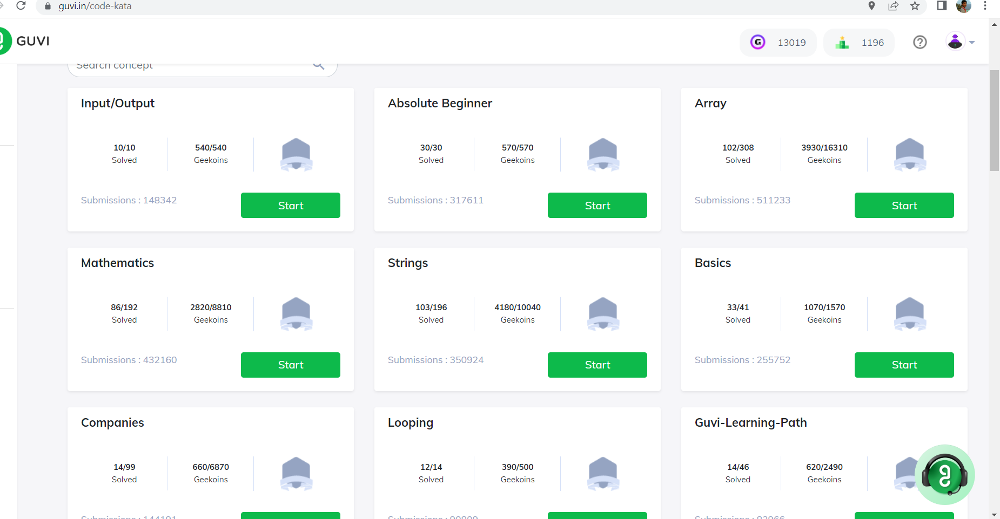 guvi.in/code-kata
GUVI
13019
1196
Search concept
Input/Output
10/10
Solved
540/540
Geekoins
Submissions : 148342
Start
Absolute Beginner
30/30
Solved
570/570
Geekoins
Submissions : 317611
Start
Array
102/308
Solved
3930/16310
Geekoins
Submissions : 511233
Start
Mathematics
86/192
Solved
2820/8810
Geekoins
Submissions : 432160
Start
Strings
103/196
Solved
4180/10040
Geekoins
Submissions : 350924
Start
Basics
33/41
Solved
1070/1570
Geekoins
Submissions : 255752
Start
Companies
14/99
Solved
660/6870
Geekoins
Submissions :
Looping
12/14
Solved
390/500
Geekoins
Submissions :
Guvi-Learning-Path
14/46
Solved
620/2490
Geekoins
Submissions :